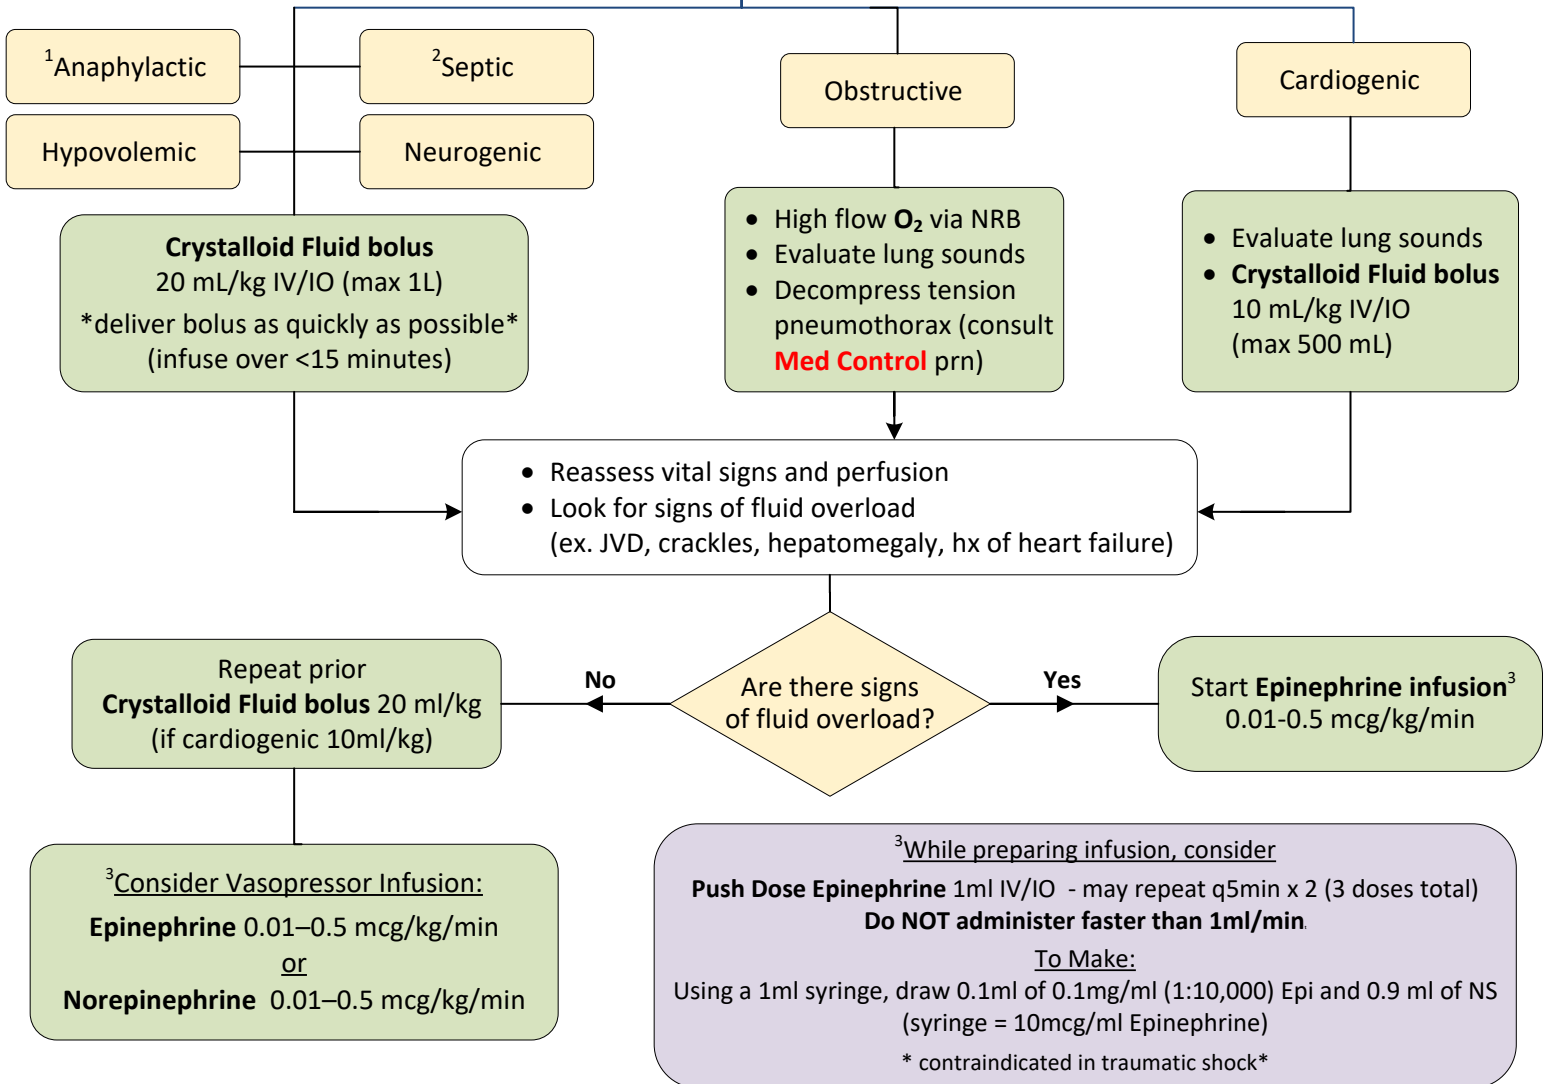 ¹Anaphylactic
²Septic
Hypovolemic
Neurogenic
Obstructive
Cardiogenic
Crystalloid Fluid bolus
20 mL/kg IV/IO (max 1L)
*deliver bolus as quickly as possible*
(infuse over <15 minutes)
• High flow O₂ via NRB
• Evaluate lung sounds
• Decompress tension
pneumothorax (consult
Med Control prn)
• Evaluate lung sounds
• Crystalloid Fluid bolus
10 mL/kg IV/IO
(max 500 mL)
• Reassess vital signs and perfusion
• Look for signs of fluid overload
(ex. JVD, crackles, hepatomegaly, hx of heart failure)
Are there signs
of fluid overload?
No
Yes
Repeat prior
Crystalloid Fluid bolus 20 ml/kg
(if cardiogenic 10ml/kg)
Start Epinephrine infusion³
0.01-0.5 mcg/kg/min
³Consider Vasopressor Infusion:
Epinephrine 0.01–0.5 mcg/kg/min
or
Norepinephrine 0.01–0.5 mcg/kg/min
³While preparing infusion, consider
Push Dose Epinephrine 1ml IV/IO - may repeat q5min x 2 (3 doses total)
Do NOT administer faster than 1ml/min.
To Make:
Using a 1ml syringe, draw 0.1ml of 0.1mg/ml (1:10,000) Epi and 0.9 ml of NS
(syringe = 10mcg/ml Epinephrine)
* contraindicated in traumatic shock*